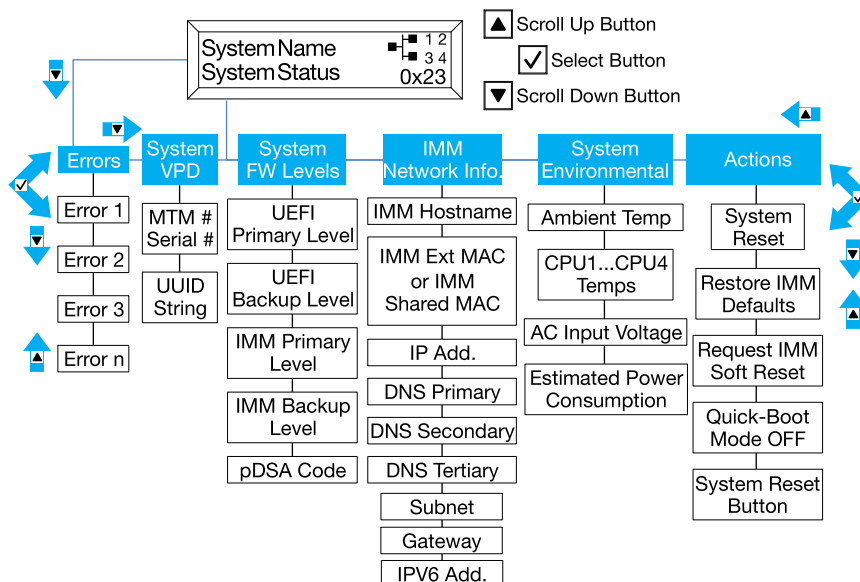 System Name
System Status
1 2
3 4
0x23
Scroll Up Button
Select Button
Scroll Down Button
Errors
Error 1
Error 2
Error 3
Error n
System
VPD
MTM #
Serial #
UUID
String
System
FW Levels
UEFI
Primary Level
UEFI
Backup Level
IMM Primary
Level
IMM Backup
Level
pDSA Code
IMM
Network Info.
IMM Hostname
IMM Ext MAC
or IMM
Shared MAC
IP Add.
DNS Primary
DNS Secondary
DNS Tertiary
Subnet
Gateway
IPV6 Add.
System
Environmental
Ambient Temp
CPU1...CPU4
Temps
AC Input Voltage
Estimated Power
Consumption
Actions
System
Reset
Restore IMM
Defaults
Request IMM
Soft Reset
Quick-Boot
Mode OFF
System Reset
Button